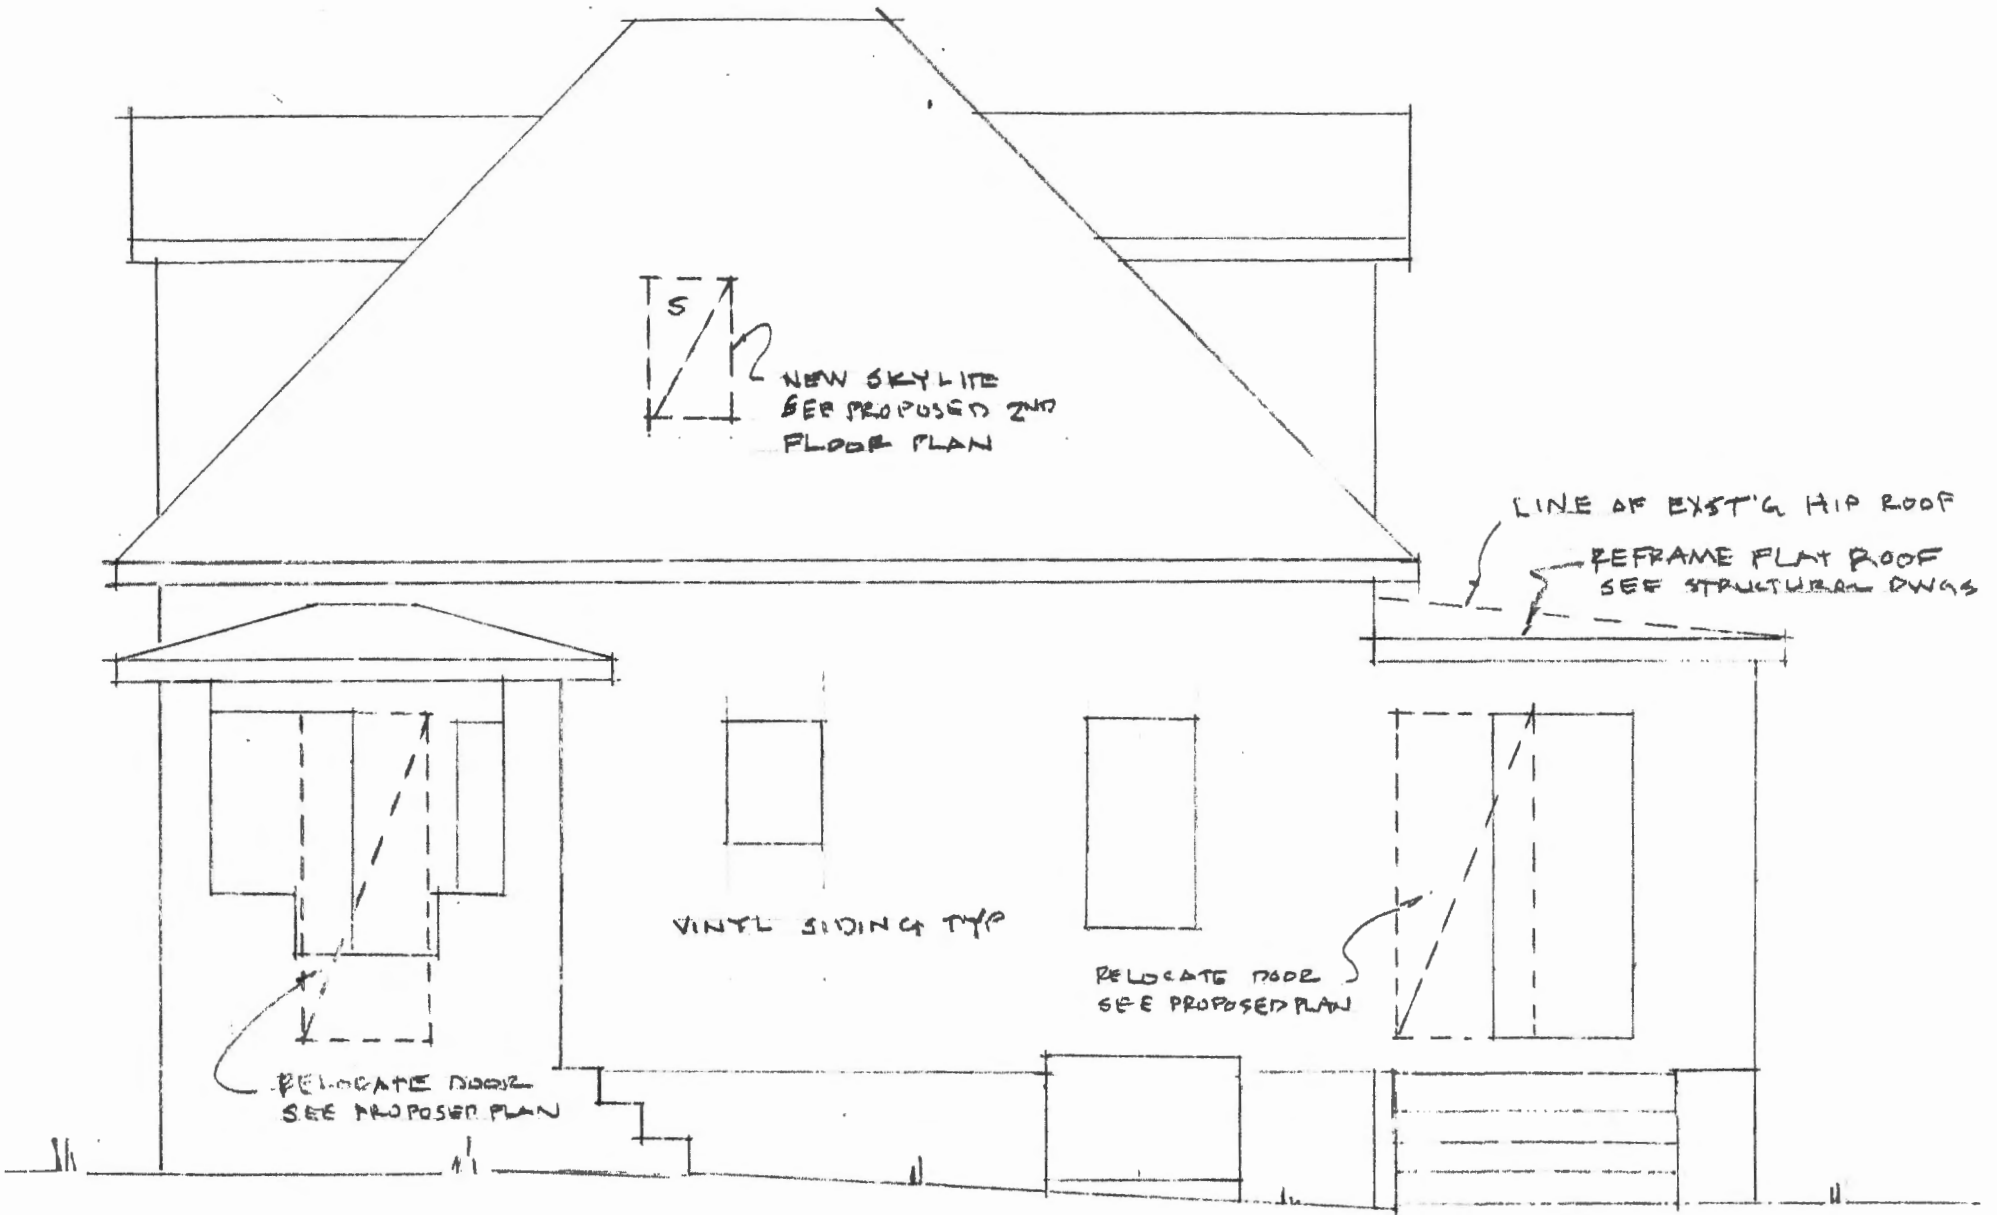 S
NEW SKYLITE
SEE PROPOSED 2ND
FLOOR PLAN
LINE OF EXST'G HIP ROOF
REFRAME FLAT ROOF
SEE STRUCTURAL DWGS
VINYL SIDING TYP
RELOCATE DOOR
SEE PROPOSED PLAN
RELOCATE DOOR
SEE PROPOSED PLAN